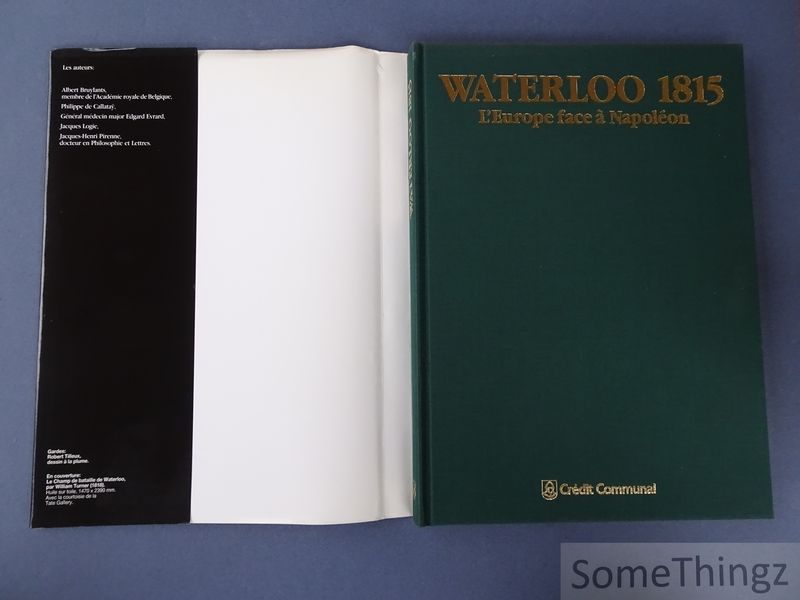 Les auteurs:
Albert Bruylants,
membre de l'Académie royale de Belgique,
Philippe de Callataÿ,
Général médecin major Edgard Evrard,
Jacques Logie,
Jacques-Henri Pirenne,
docteur en Philosophie et Lettres.
Gardes:
Robert Tilleux,
dessin à la plume.
En couverture:
Le Champ de bataille de Waterloo,
par William Turner (1818).
Huile sur toile, 1470 x 2390 mm.
Avec la courtoisie de la
Tate Gallery.
WATERLOO 1815
WATERLOO 1815
L'Europe face à Napoléon
Crédit Communal
SomeThingz